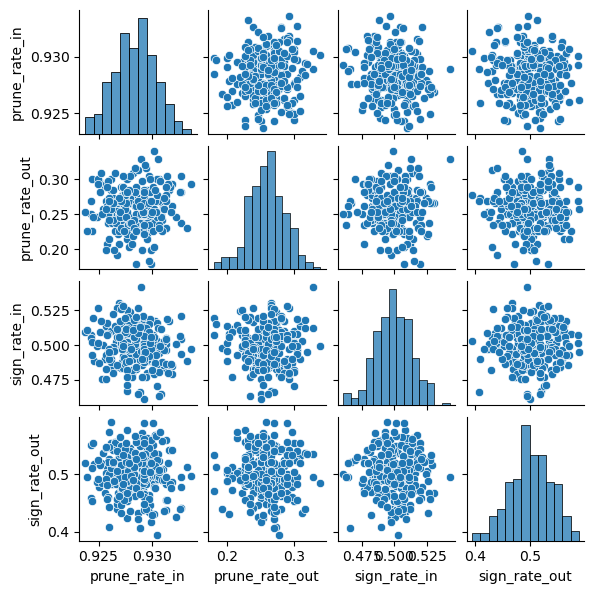 prune_rate_in
0.930
0.925
prune_rate_out
0.30
0.25
0.20
sign_rate_in
0.525
0.500
0.475
sign_rate_out
0.5
0.4
0.925 0.930 0.2 0.3 0.475 0.500 0.525 0.4 0.5
prune_rate_in prune_rate_out sign_rate_in sign_rate_out